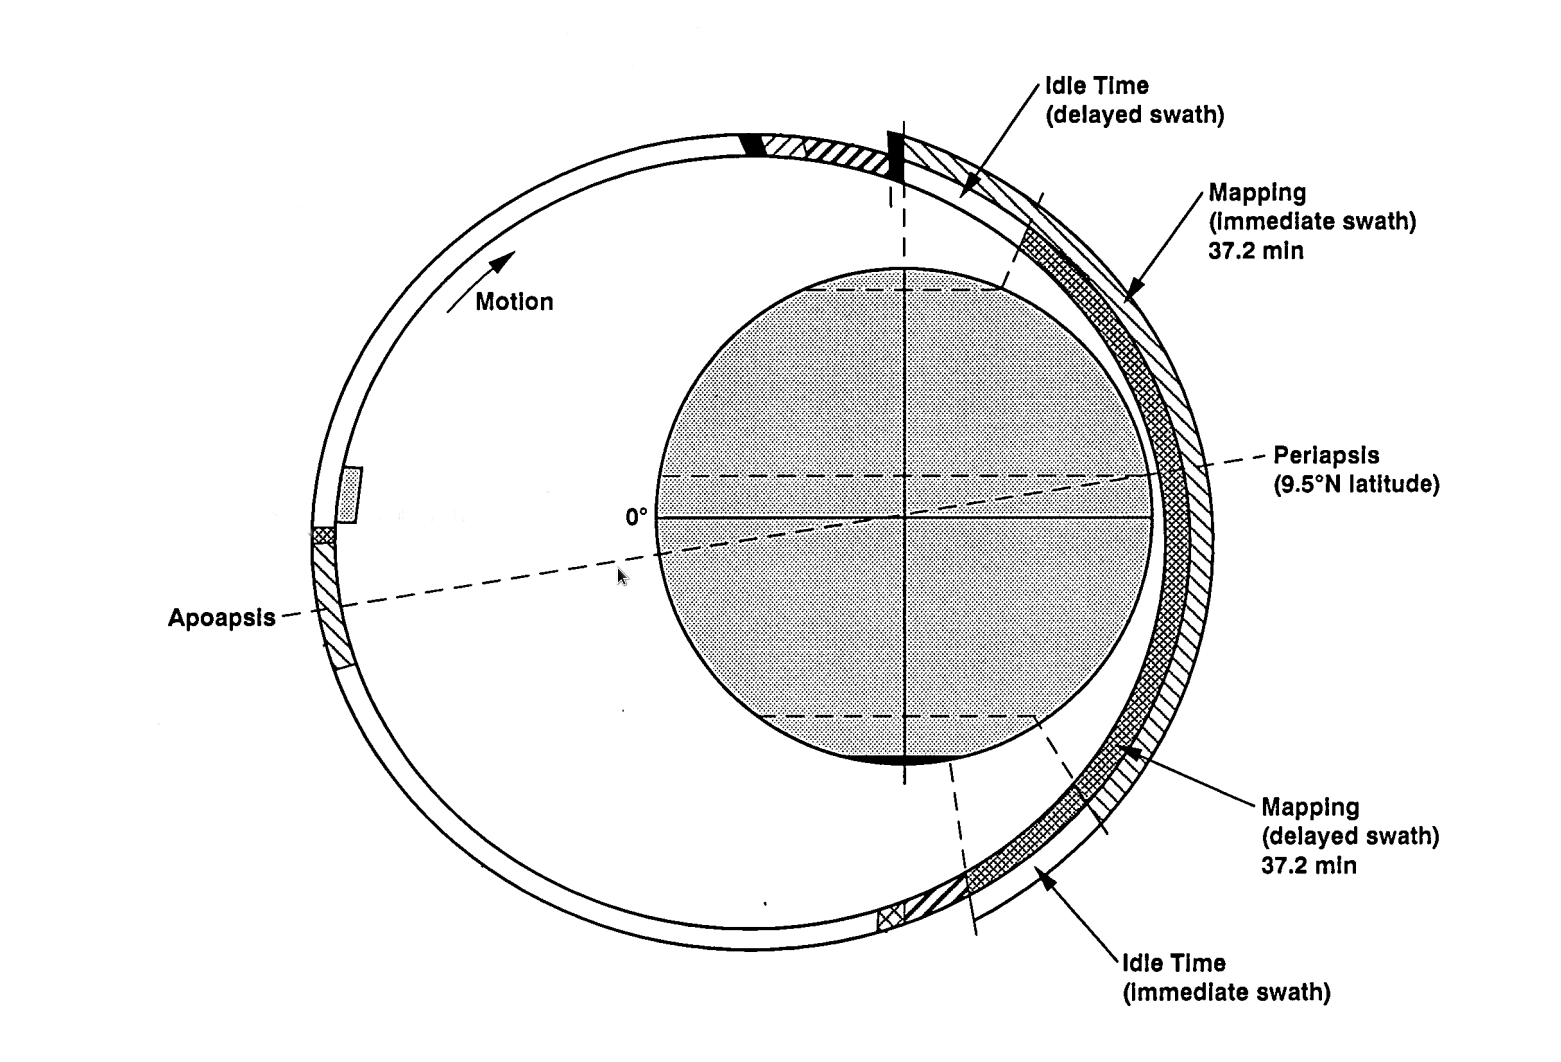 Idle Time
(delayed swath)
Mapping
(immediate swath)
37.2 min
Motion
Periapsis
(9.5°N latitude)
0°
Apoapsis
Mapping
(delayed swath)
37.2 min
Idle Time
(immediate swath)